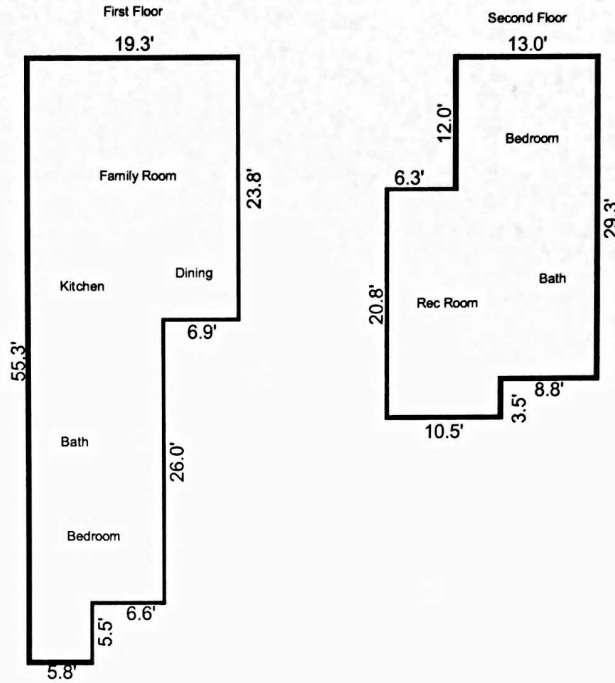 First Floor
19.3'
Family Room
23.8'
Dining
Kitchen
6.9'
55.3'
Bath
26.0'
Bedroom
6.6'
5.5'
5.8'
Second Floor
13.0'
12.0'
Bedroom
6.3'
29.3'
Bath
Rec Room
20.8'
8.8'
3.5'
10.5'